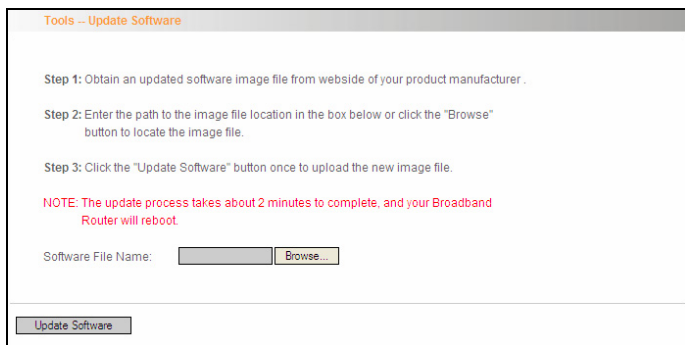 Tools -- Update Software
Step 1: Obtain an updated software image file from webside of your product manufacturer .
Step 2: Enter the path to the image file location in the box below or click the "Browse"
button to locate the image file.
Step 3: Click the "Update Software" button once to upload the new image file.
NOTE: The update process takes about 2 minutes to complete, and your Broadband
Router will reboot.
Software File Name: Browse...
Update Software